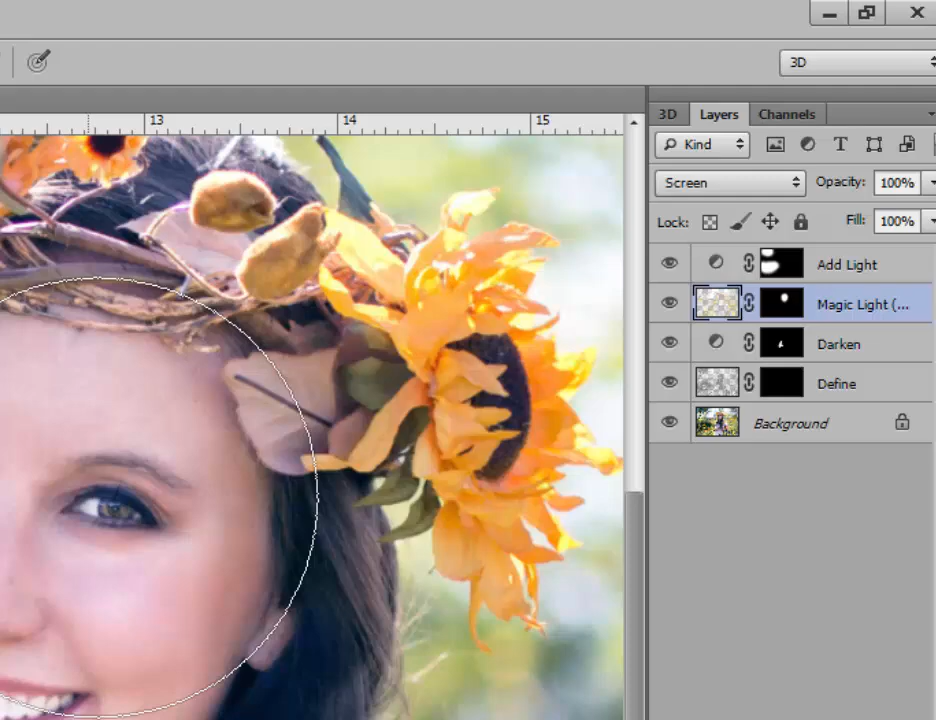 3D
13 14 15
3D Layers Channels
Kind T
Screen Opacity: 100%
Lock: Fill: 100%
Add Light
Magic Light (...
Darken
Define
Background